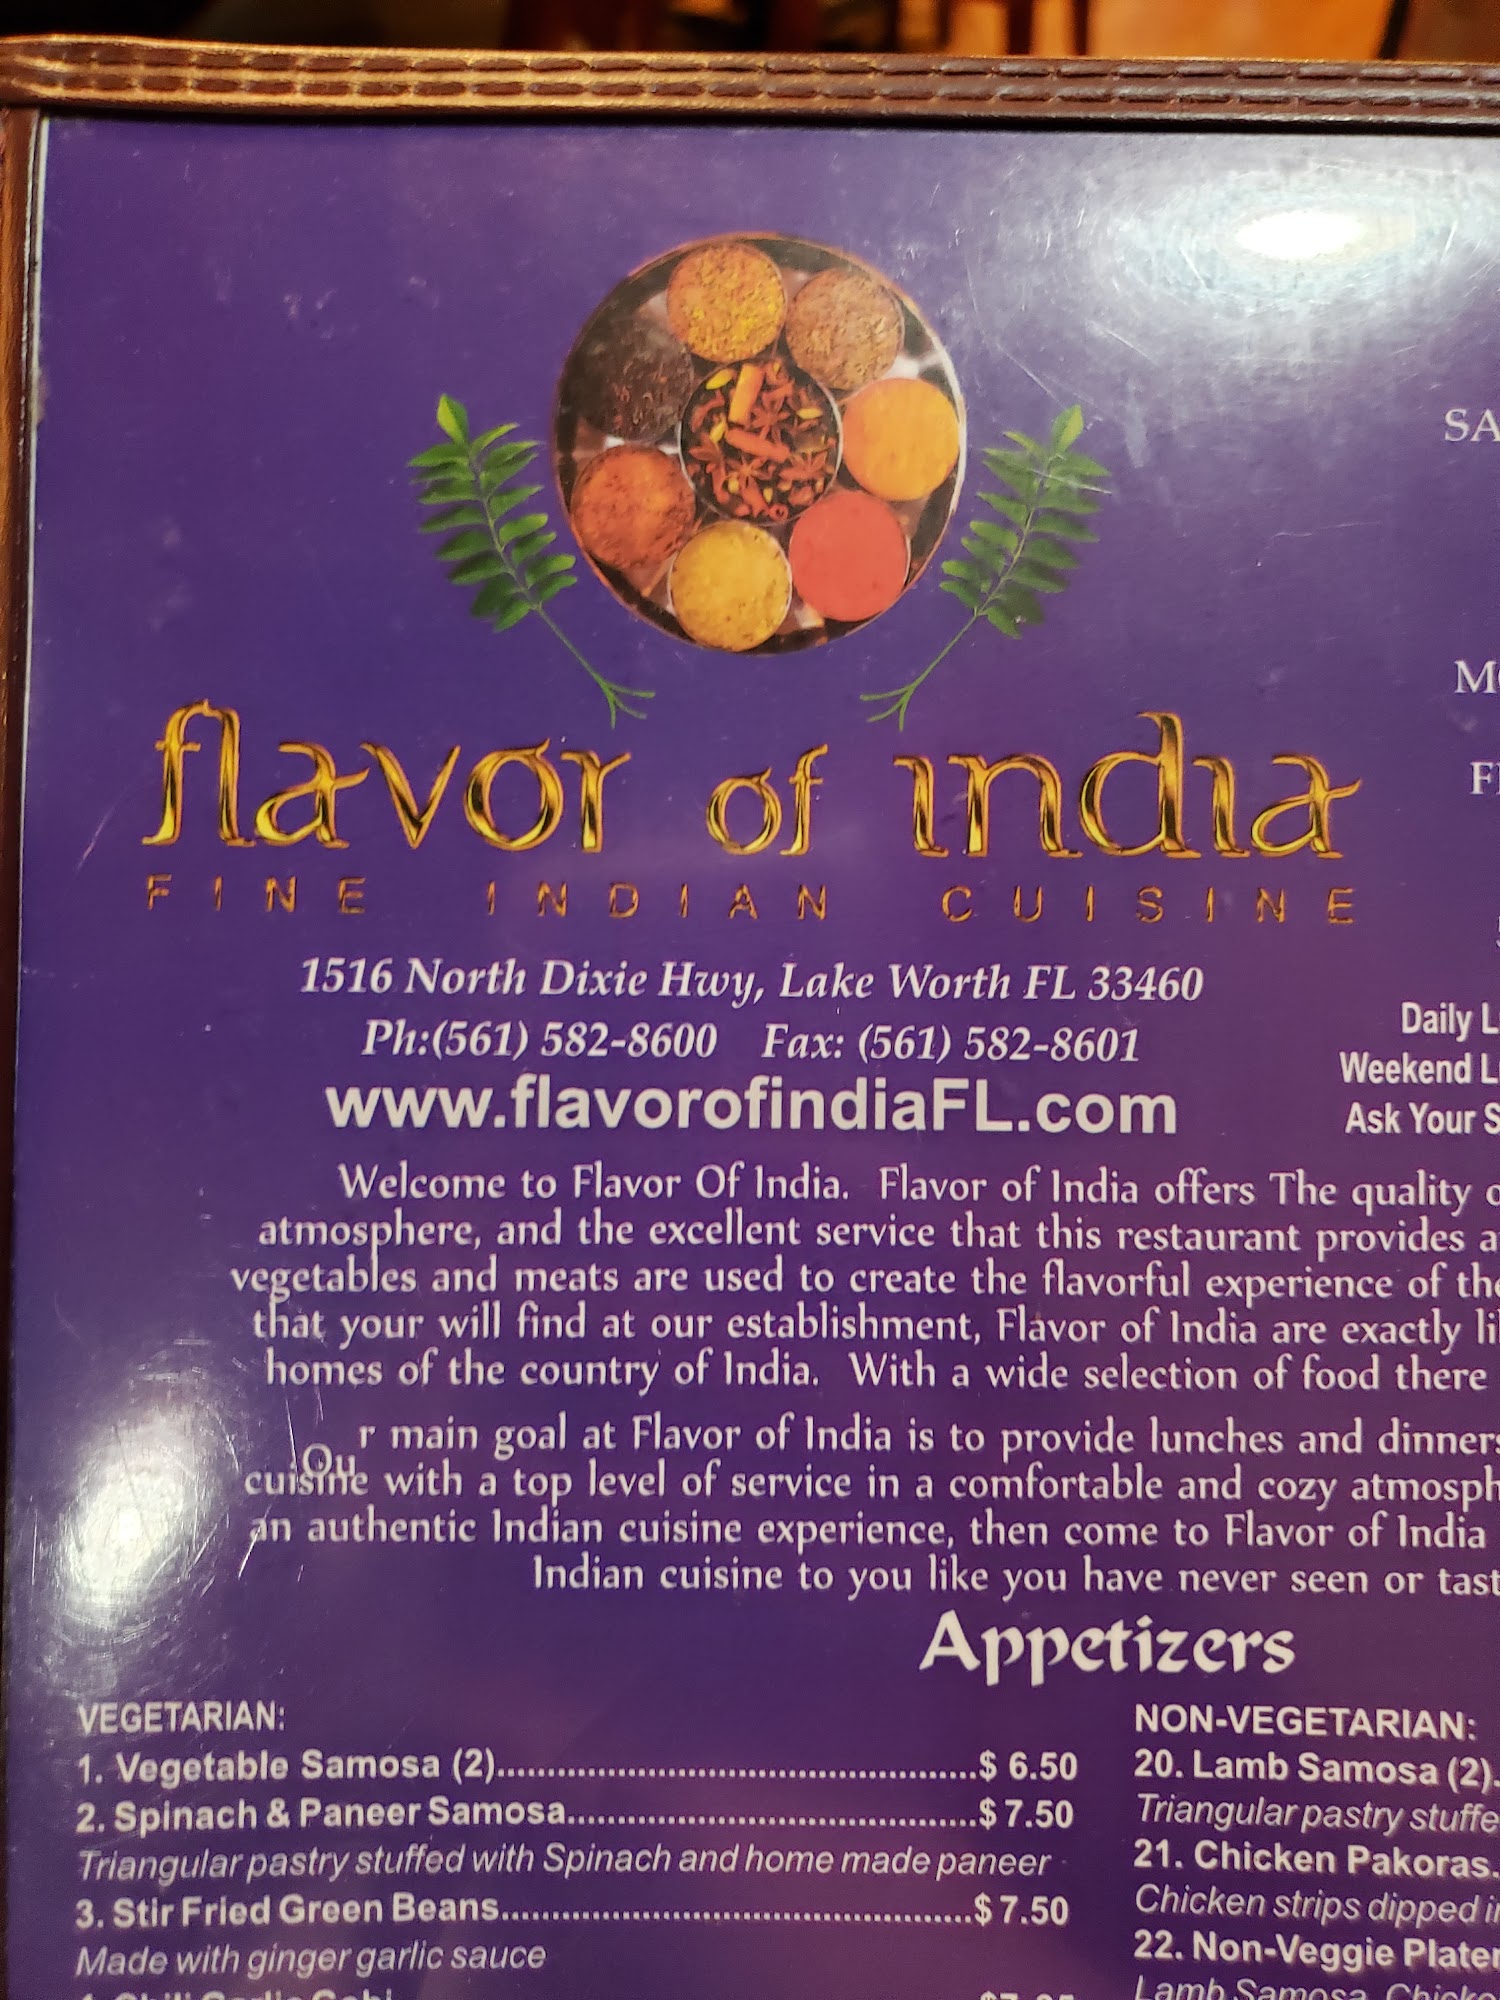 flavor of india
FINE INDIAN CUISINE
1516 North Dixie Hwy, Lake Worth FL 33460
Ph:(561) 582-8600 Fax: (561) 582-8601
www.flavorofindiaFL.com
SA
FI
Daily L
Weekend L
Ask Your S
Welcome to Flavor Of India. Flavor of India offers The quality
atmosphere, and the excellent service that this restaurant provides
vegetables and meats are used to create the flavorful experience of
that your will find at our establishment, Flavor of India are exactly
homes of the country of India. With a wide selection of food there
Our main goal at Flavor of India is to provide lunches and dinners
cuisine with a top level of service in a comfortable and cozy atmosph
an authentic Indian cuisine experience, then come to Flavor of India
Indian cuisine to you like you have never seen or tast
Appetizers
VEGETARIAN:
1. Vegetable Samosa (2)................................................$ 6.50
2. Spinach & Paneer Samosa.........................................$ 7.50
Triangular pastry stuffed with Spinach and home made paneer
3. Stir Fried Green Beans...............................................$ 7.50
Made with ginger garlic sauce
NON-VEGETARIAN:
20. Lamb Samosa (2).
Triangular pastry stuffe
21. Chicken Pakoras.
Chicken strips dipped
22. Non-Veggie Plater
Lamb Samosa, Chicke